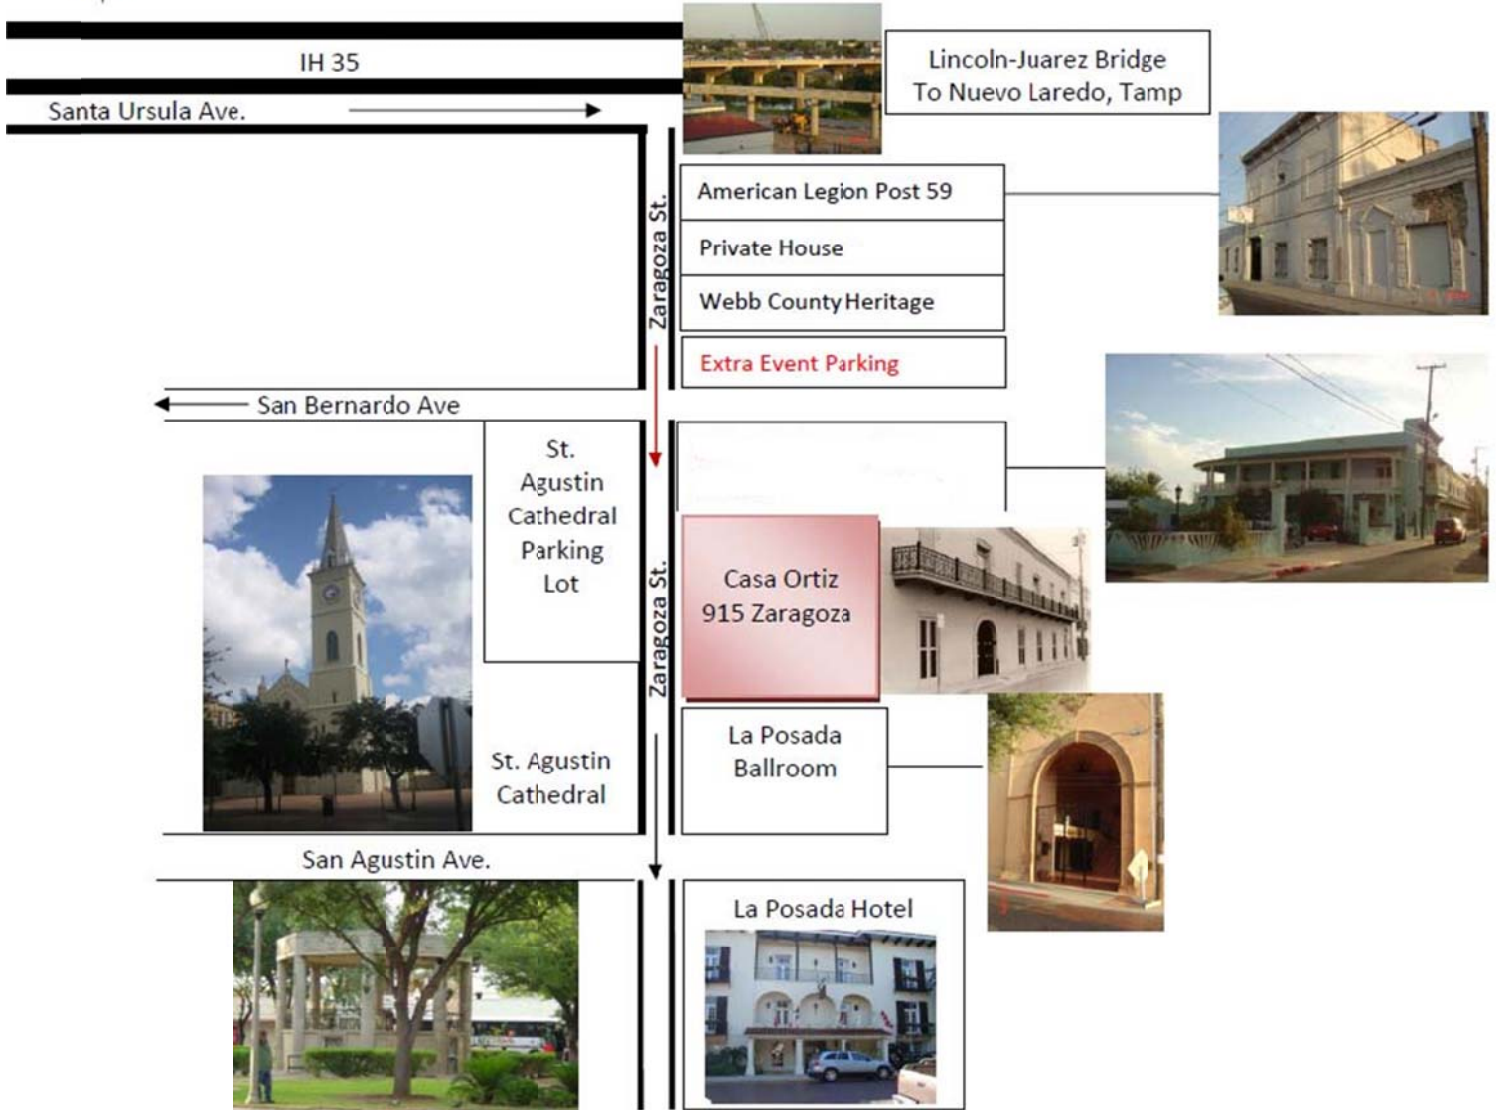 IH 35
Lincoln-Juarez Bridge
To Nuevo Laredo, Tamp
Santa Ursula Ave.
Zaragoza St.
American Legion Post 59
Private House
Webb County Heritage
Extra Event Parking
San Bernardo Ave
St.
Agustin
Cathedral
Parking
Lot
Zaragoza St.
Casa Ortiz
915 Zaragoza
La Posada
Ballroom
St. Agustin
Cathedral
San Agustin Ave.
La Posada Hotel